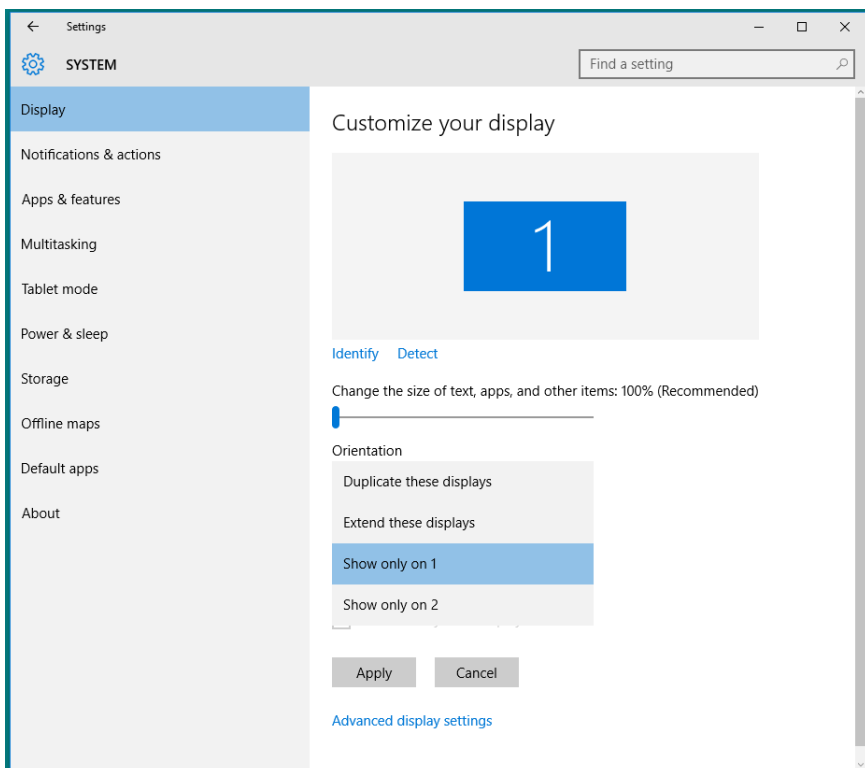 Settings
SYSTEM
Find a setting
Display
Notifications & actions
Apps & features
Multitasking
Tablet mode
Power & sleep
Storage
Offline maps
Default apps
About
Customize your display
1
Identify Detect
Change the size of text, apps, and other items: 100% (Recommended)
Orientation
Duplicate these displays
Extend these displays
Show only on 1
Show only on 2
Apply Cancel
Advanced display settings